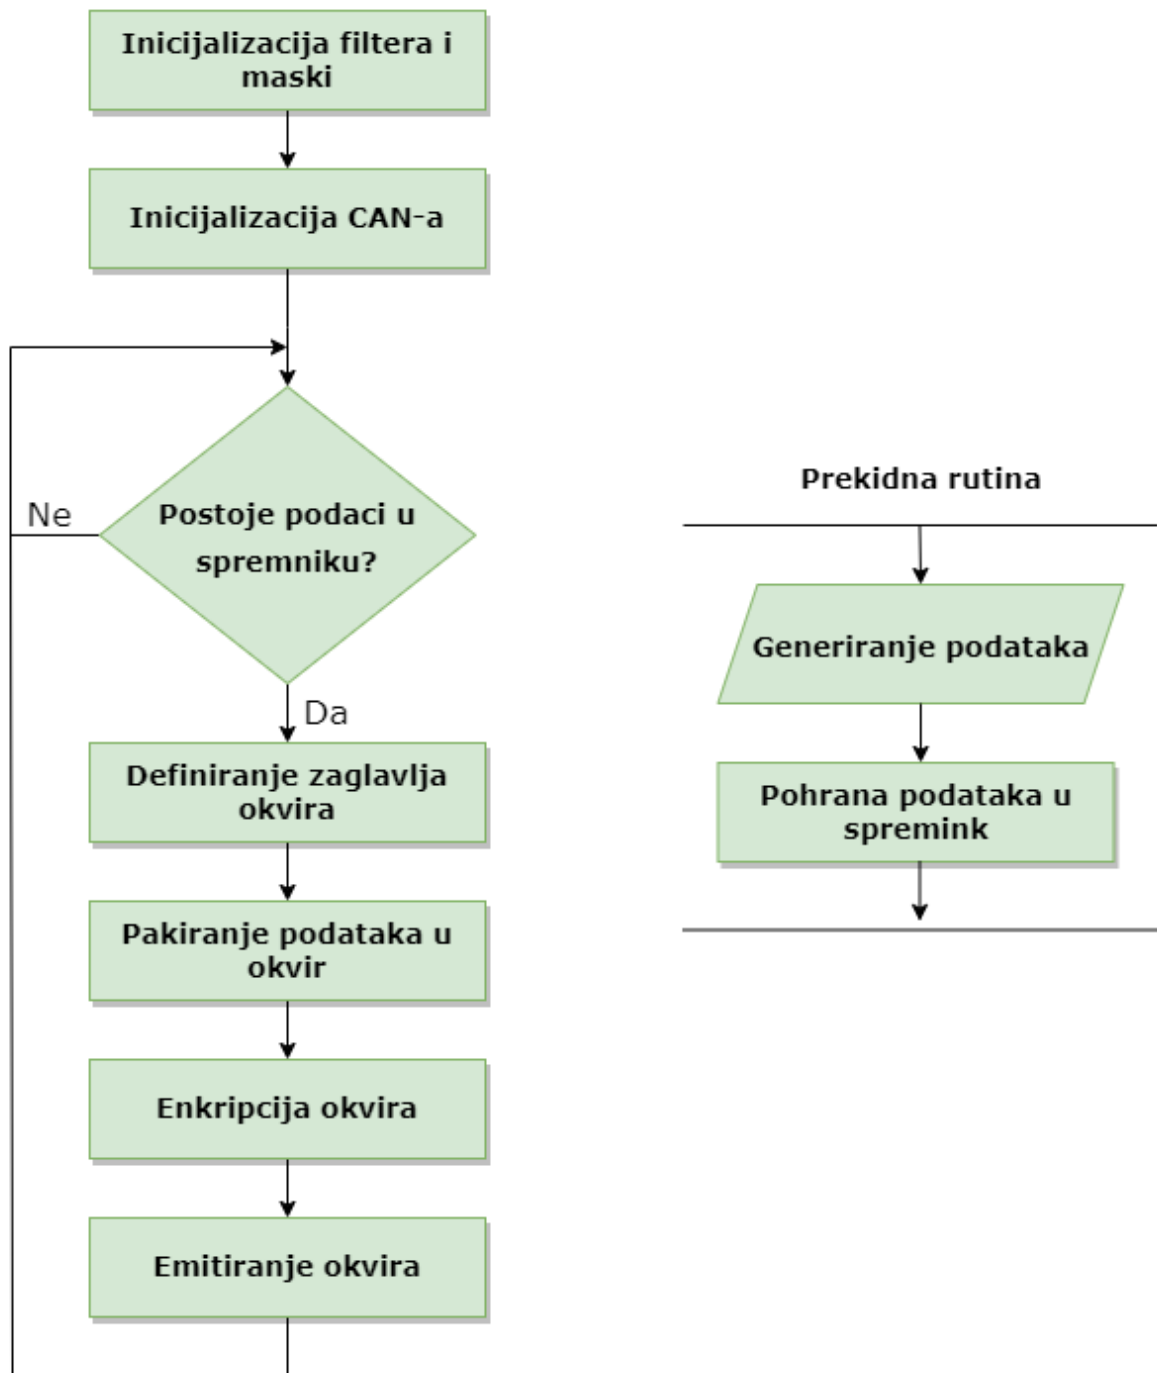 Inicijalizacija filtera i
maski
Inicijalizacija CAN-a
Postoje podaci u
spremniku?
Ne
Da
Definiranje zaglavlja
okvira
Pakiranje podataka u
okvir
Enkripcija okvira
Emitiranje okvira
Prekidna rutina
Generiranje podataka
Pohrana podataka u
spremink